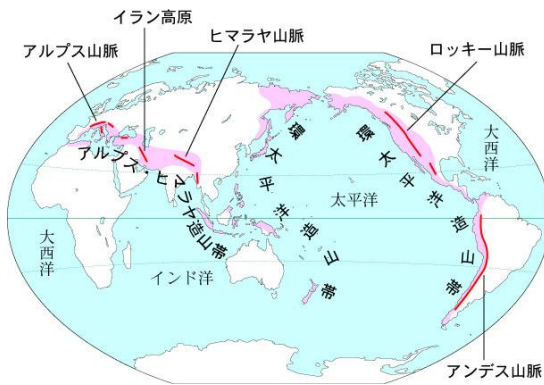 イラン高原
アルプス山脈
ヒマラヤ山脈
ロッキー山脈
アルプス・ヒマラヤ造山帯
環太平洋造山帯
環太平洋造山帯
大西洋
太平洋
大西洋
インド洋
アンデス山脈